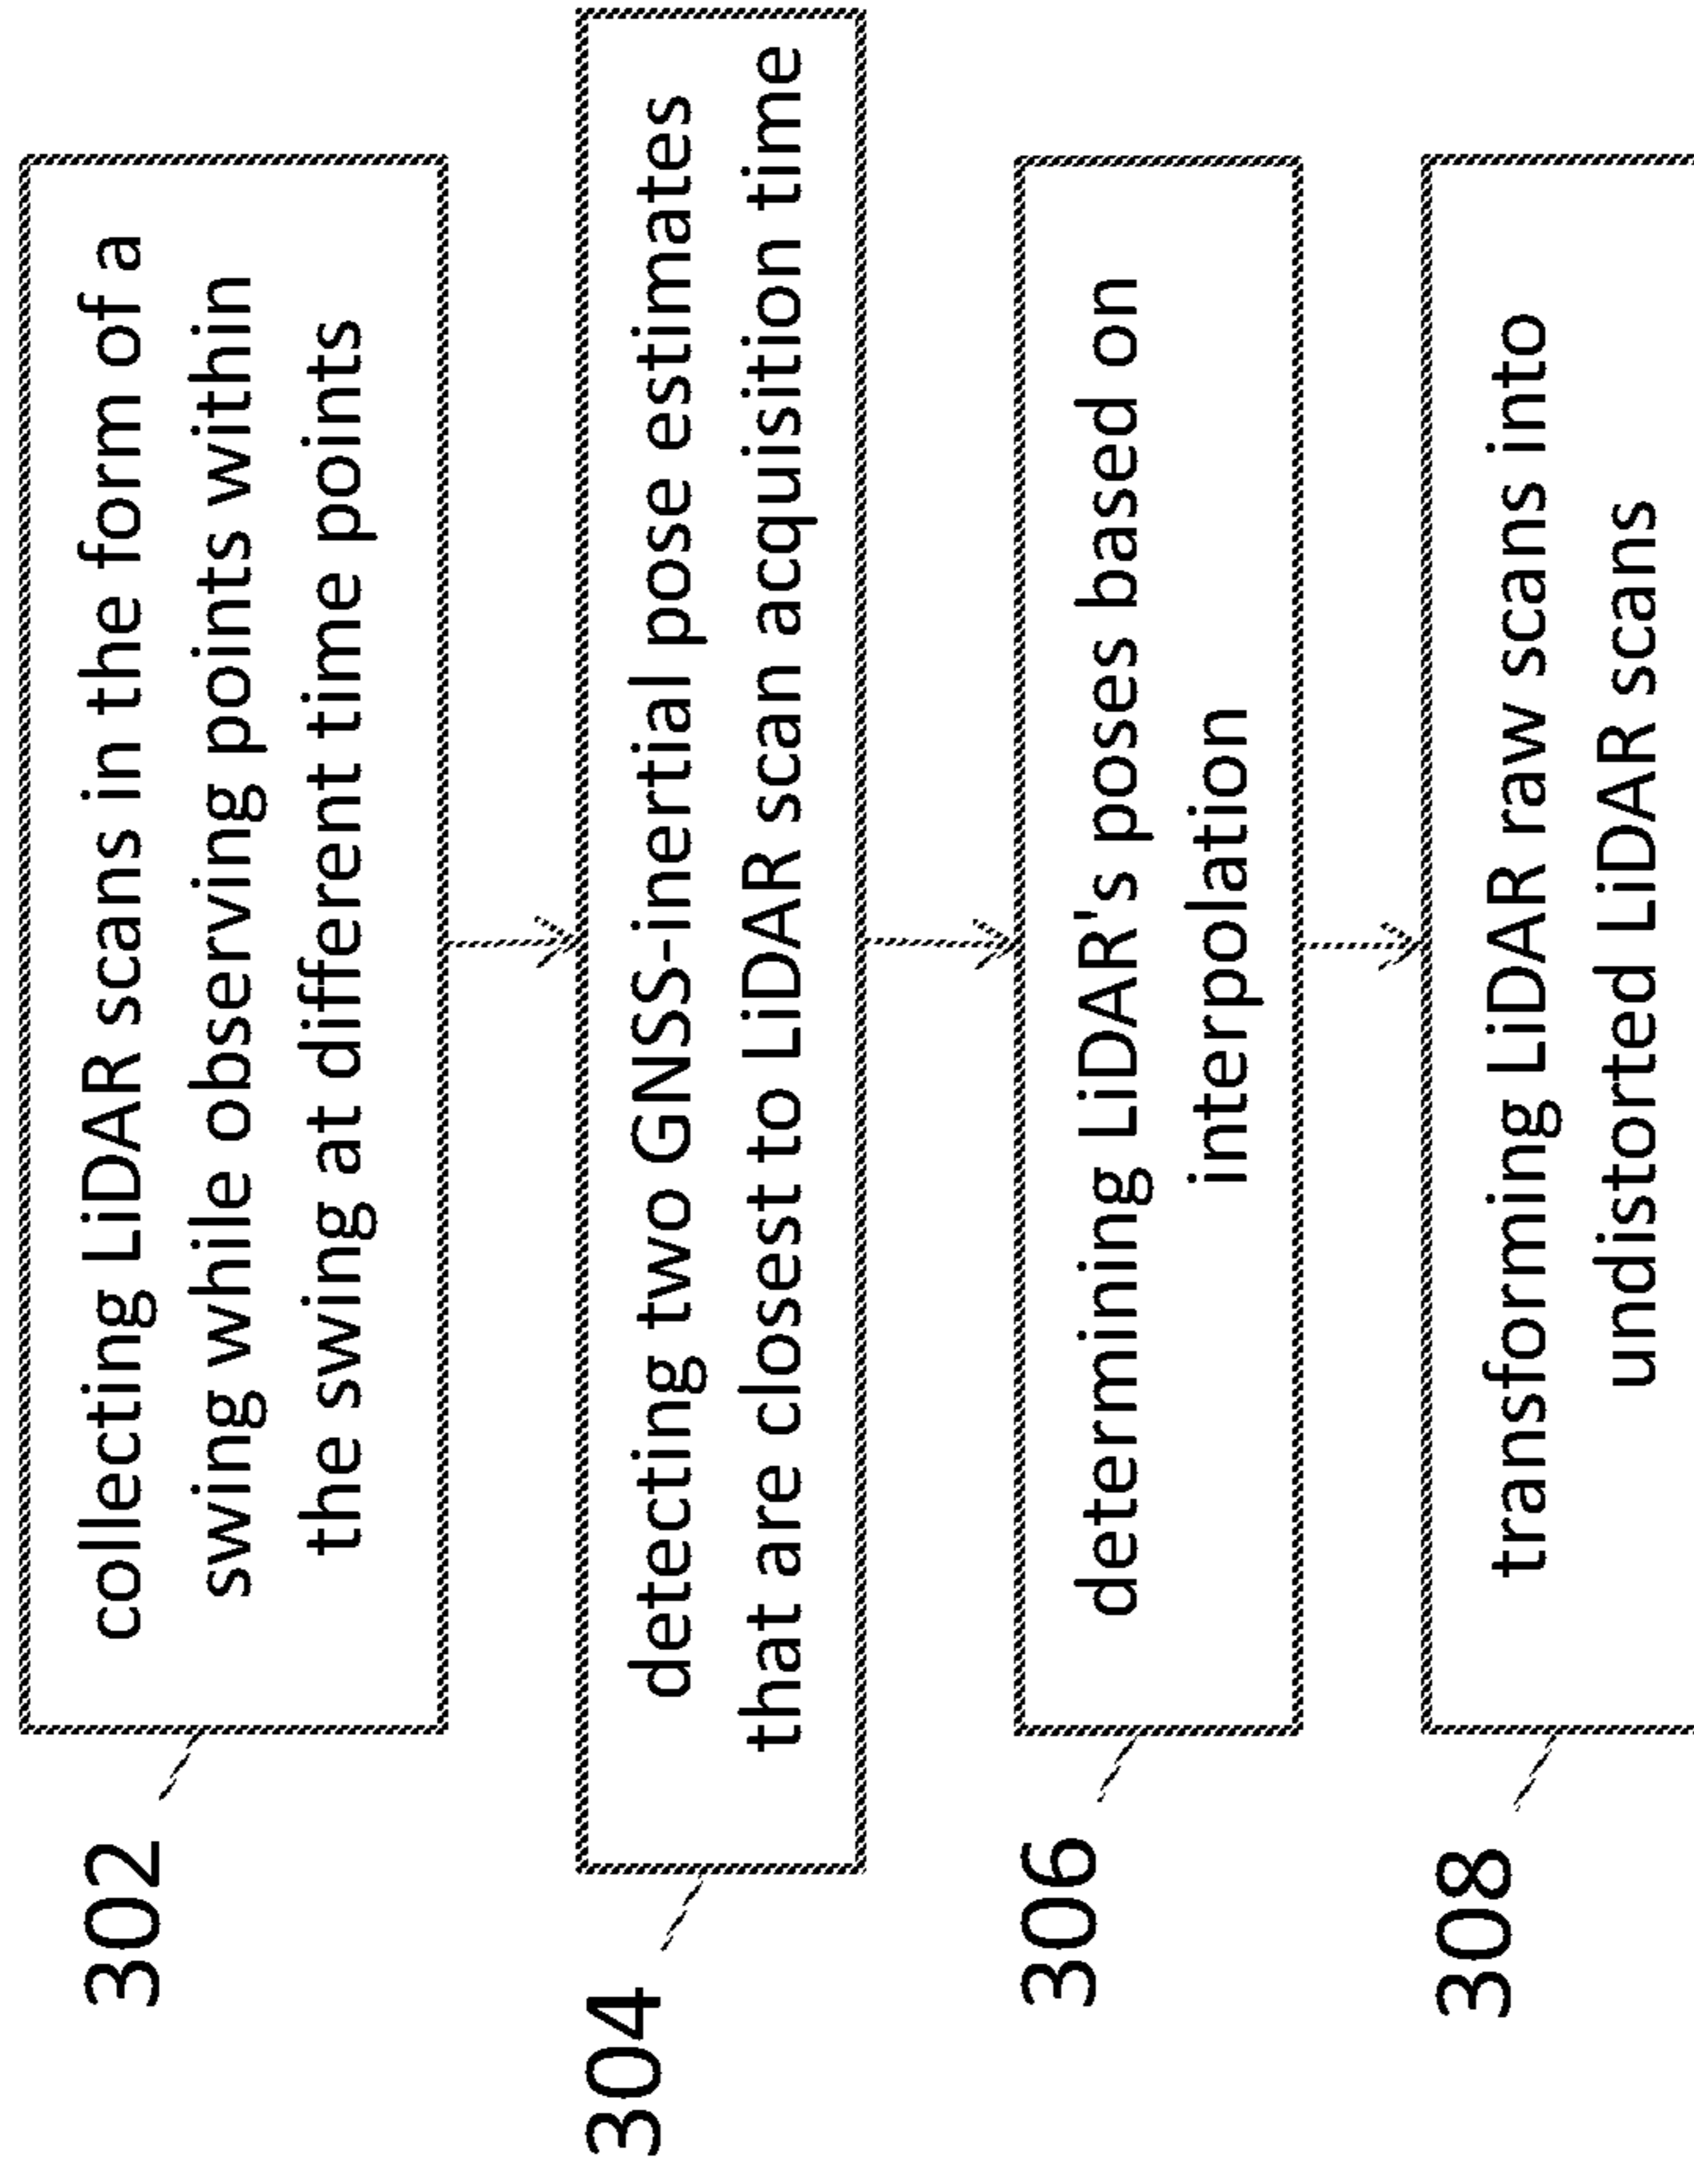 302
collecting LiDAR scans in the form of a
swing while observing points within
the swing at different time points
304
detecting two GNSS-inertial pose estimates
that are closest to LiDAR scan acquisition time
306
determining LiDAR's poses based on
interpolation
308
transforming LiDAR raw scans into
undistorted LiDAR scans